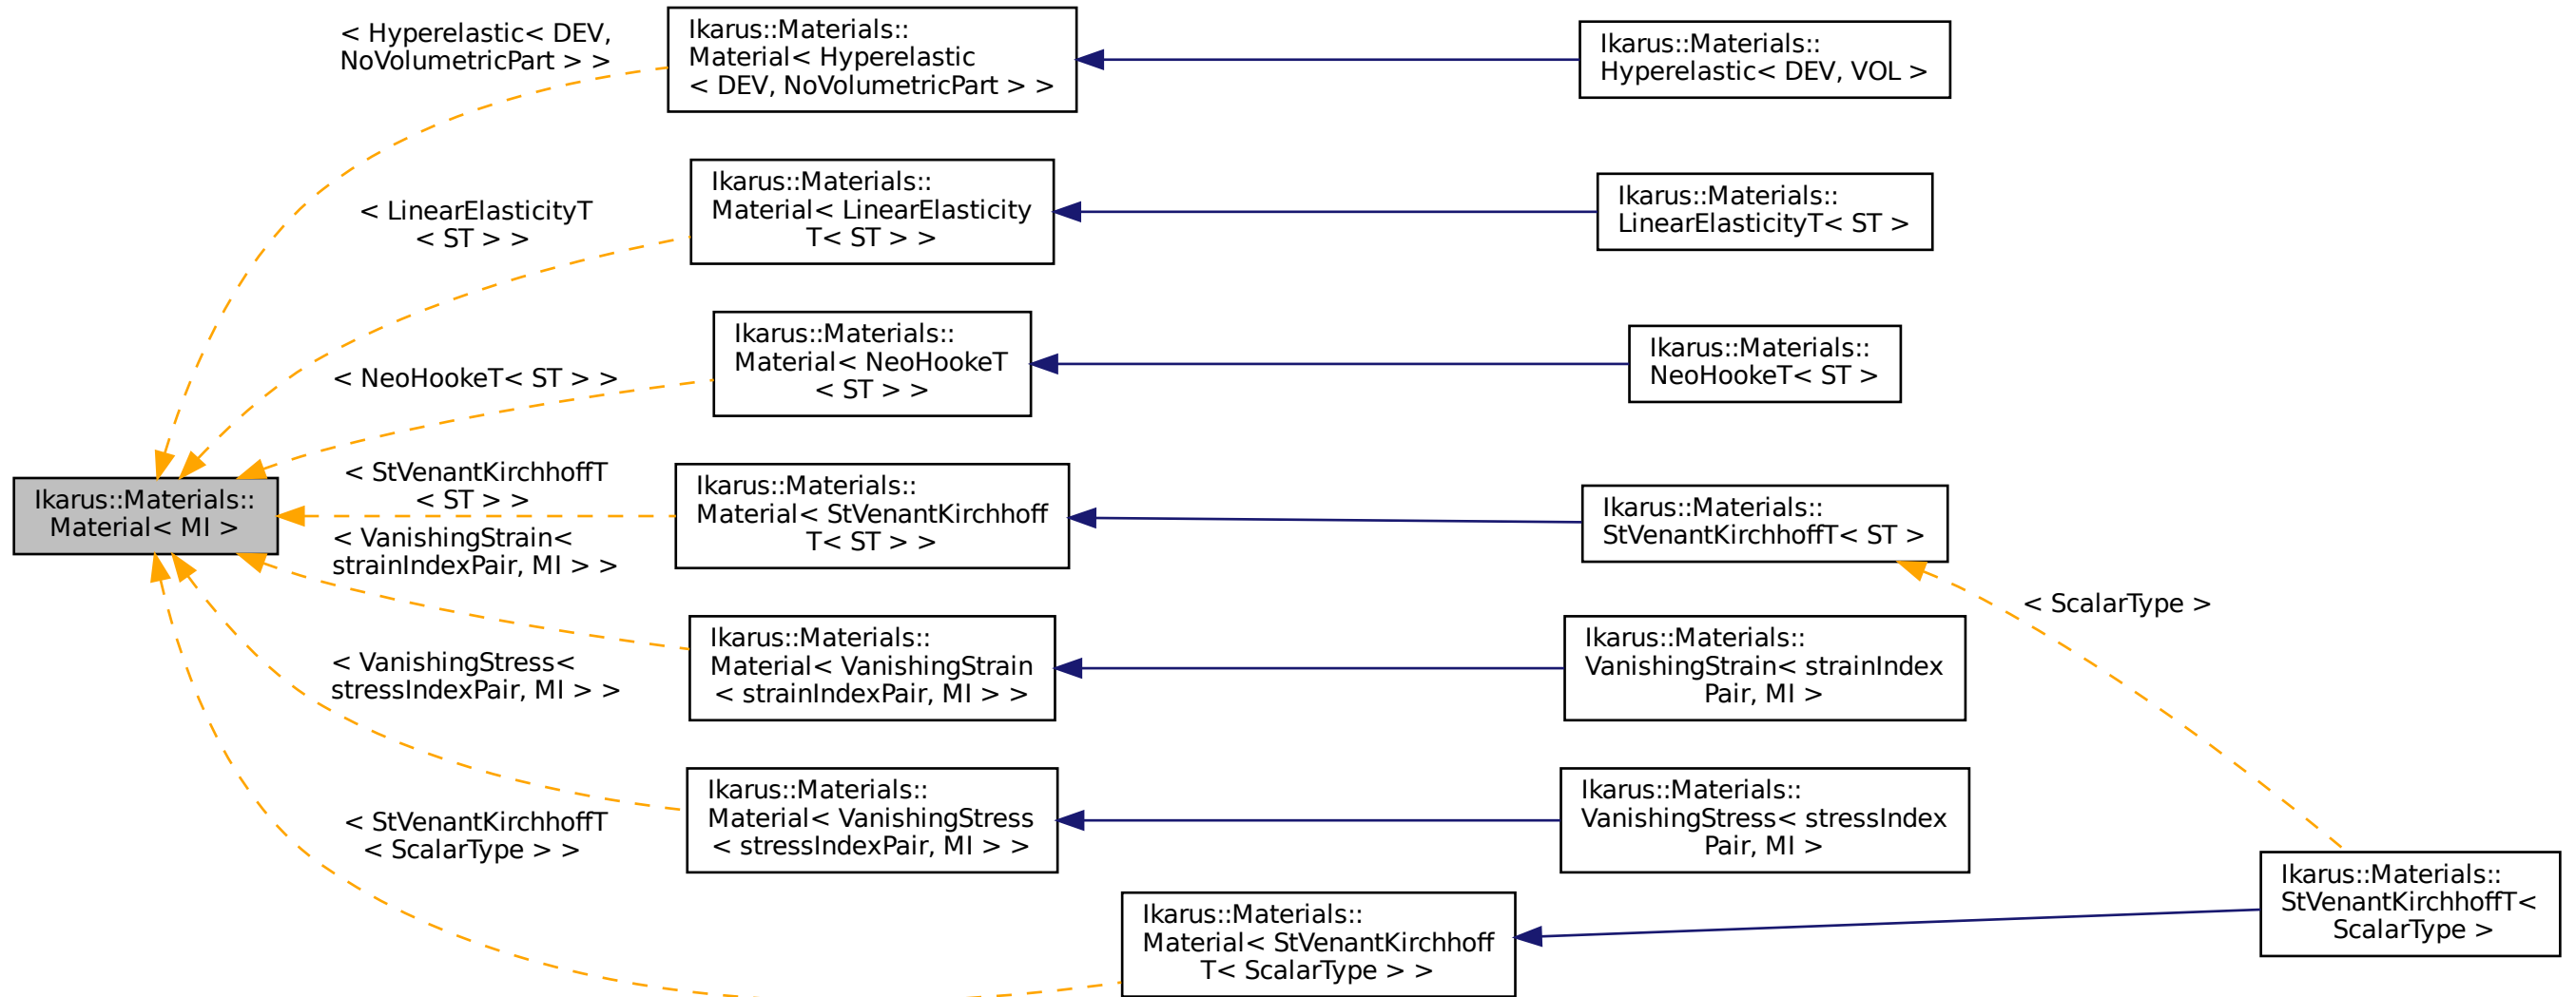 < Hyperelastic< DEV,
NoVolumetricPart > >
Ikarus::Materials::
Material< Hyperelastic
< DEV, NoVolumetricPart > >
Ikarus::Materials::
Hyperelastic< DEV, VOL >
< LinearElasticityT
< ST > >
Ikarus::Materials::
Material< LinearElasticity
T< ST > >
Ikarus::Materials::
LinearElasticityT< ST >
< NeoHookeT< ST > >
Ikarus::Materials::
Material< NeoHookeT
< ST > >
Ikarus::Materials::
NeoHookeT< ST >
Ikarus::Materials::
Material< MI >
< StVenantKirchhoffT
< ST > >
Ikarus::Materials::
Material< StVenantKirchhoff
T< ST > >
Ikarus::Materials::
StVenantKirchhoffT< ST >
< VanishingStrain<
strainIndexPair, MI > >
Ikarus::Materials::
Material< VanishingStrain
< strainIndexPair, MI > >
Ikarus::Materials::
VanishingStrain< strainIndex
Pair, MI >
< ScalarType >
< VanishingStress<
stressIndexPair, MI > >
Ikarus::Materials::
Material< VanishingStress
< stressIndexPair, MI > >
Ikarus::Materials::
VanishingStress< stressIndex
Pair, MI >
< StVenantKirchhoffT
< ScalarType > >
Ikarus::Materials::
Material< StVenantKirchhoff
T< ScalarType > >
Ikarus::Materials::
StVenantKirchhoffT<
ScalarType >